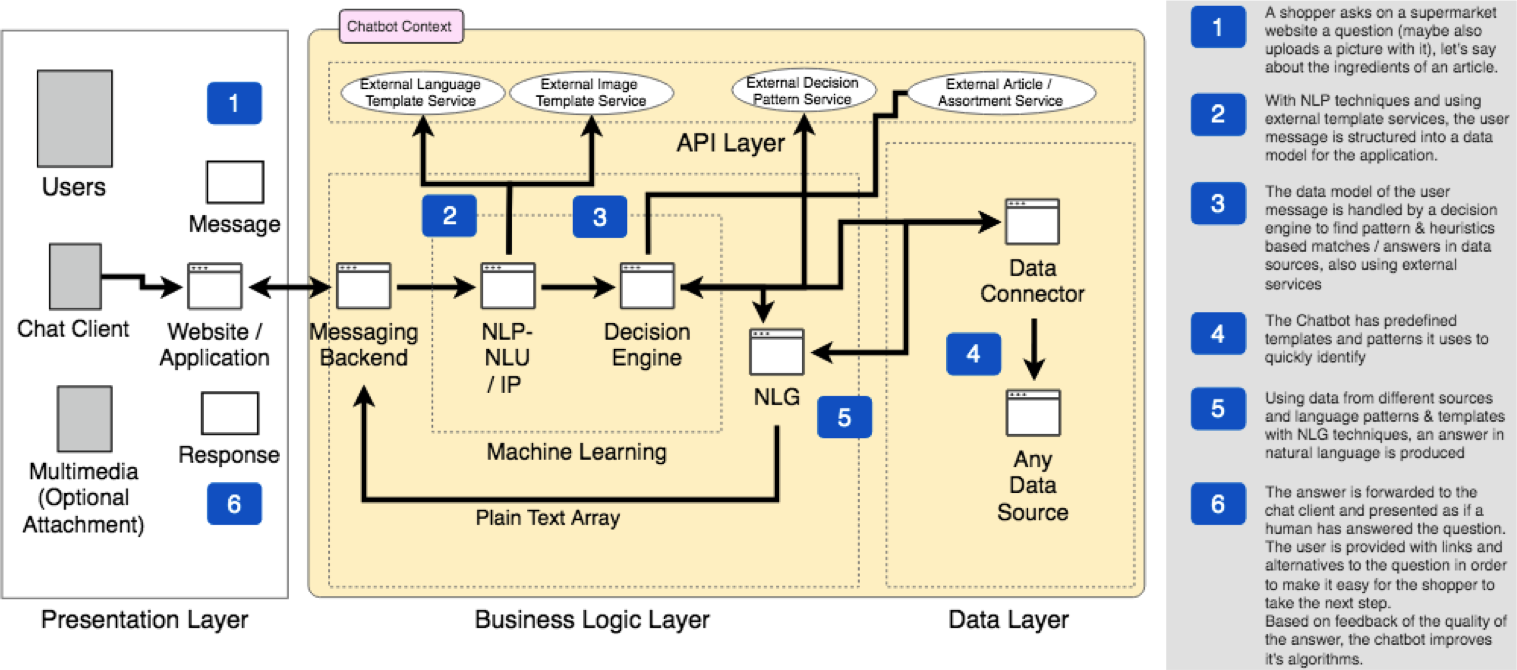 Chatbot Context
External Language
Template Service
External Image
Template Service
External Decision
Pattern Service
External Article /
Assortment Service
API Layer
1
Users
Message
Chat Client
Website /
Application
Multimedia
(Optional
Attachment)
Response
6
Presentation Layer
2
3
Messaging
Backend
NLP-
NLU
/ IP
Decision
Engine
NLG
5
Machine Learning
Plain Text Array
Business Logic Layer
Data
Connector
4
Any
Data
Source
Data Layer
1
A shopper asks on a supermarket
website a question (maybe also
uploads a picture with it), let's say
about the ingredients of an article.
2
With NLP techniques and using
external template services, the user
message is structured into a data
model for the application.
3
The data model of the user
message is handled by a decision
engine to find pattern & heuristics
based matches / answers in data
sources, also using external
services
4
The Chatbot has predefined
templates and patterns it uses to
quickly identify
5
Using data from different sources
and language patterns & templates
with NLG techniques, an answer in
natural language is produced
6
The answer is forwarded to the
chat client and presented as if a
human has answered the question.
The user is provided with links and
alternatives to the question in order
to make it easy for the shopper to
take the next step.
Based on feedback of the quality of
the answer, the chatbot improves
it's algorithms.